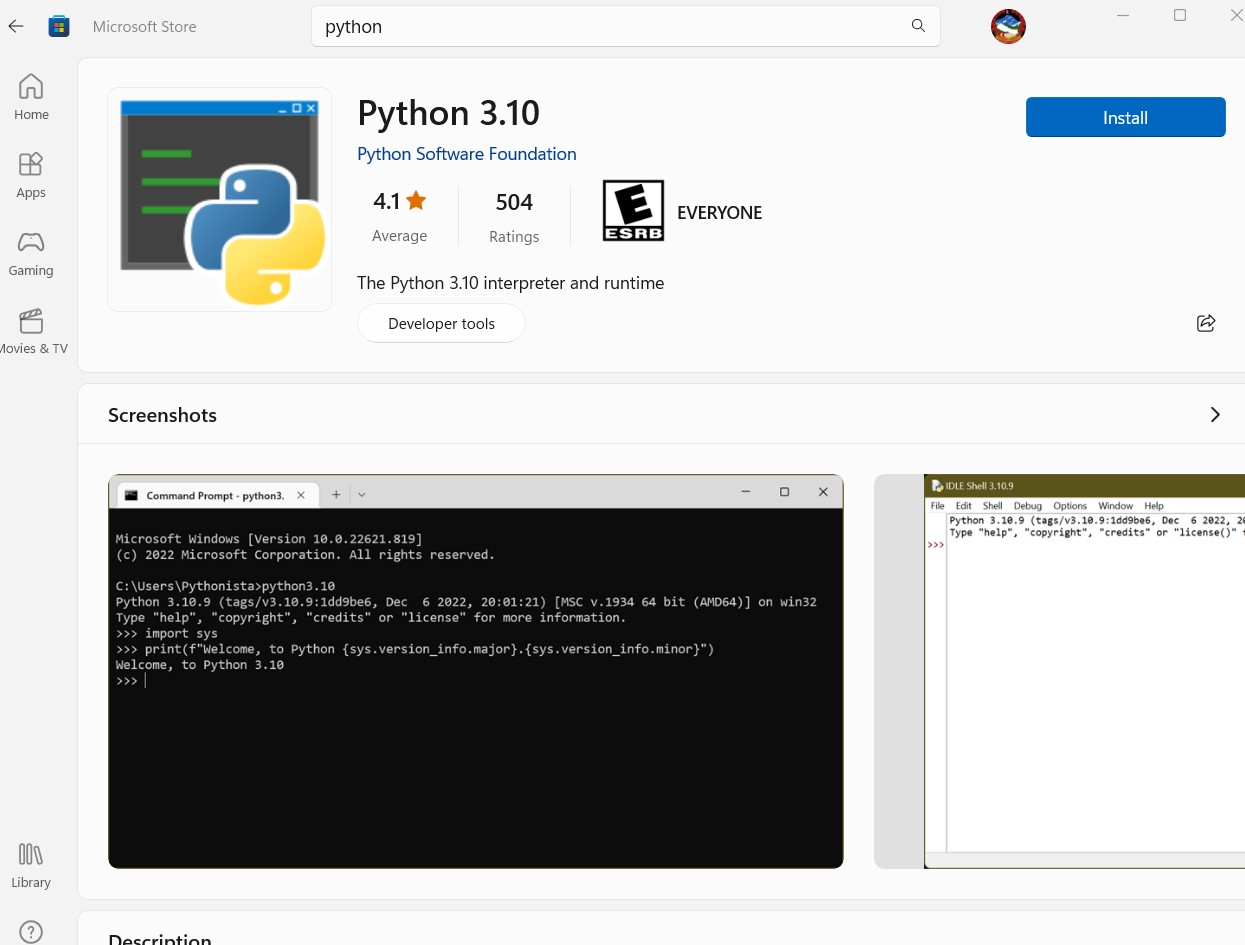 Microsoft Store
python
Home
Apps
Gaming
Movies & TV
Library
Python 3.10
Install
Python Software Foundation
4.1
Average
504
Ratings
E
ESRB
EVERYONE
The Python 3.10 interpreter and runtime
Developer tools
Screenshots
Command Prompt - python3.
Microsoft Windows [Version 10.0.22621.819]
(c) 2022 Microsoft Corporation. All rights reserved.
C:\Users\Pythonista>python3.10
Python 3.10.9 (tags/v3.10.9:1dd9be6, Dec  6 2022, 20:01:21) [MSC v.1934 64 bit (AMD64)] on win32
Type "help", "copyright", "credits" or "license" for more information.
>>> import sys
>>> print(f"Welcome, to Python {sys.version_info.major}.{sys.version_info.minor}")
Welcome, to Python 3.10
>>>
IDLE Shell 3.10.9
File Edit Shell Debug Options Window Help
Python 3.10.9 (tags/v3.10.9:1dd9be6, Dec  6 2022, 2
Type "help", "copyright", "credits" or "license()"
>>>
Description